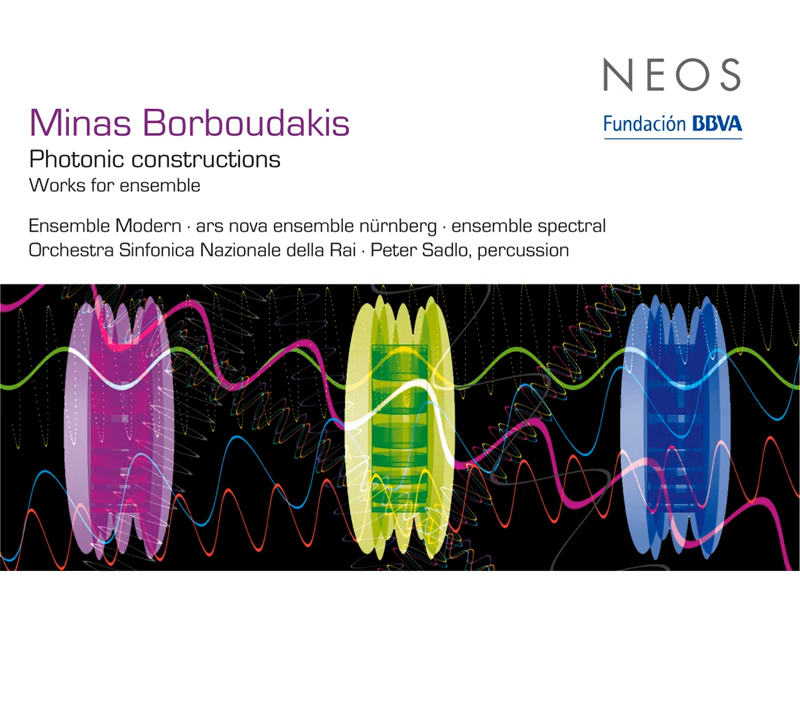 NEOS
Fundación BBVA
Minas Borboudakis
Photonic constructions
Works for ensemble
Ensemble Modern · ars nova ensemble nürnberg · ensemble spectral
Orchestra Sinfonica Nazionale della Rai · Peter Sadlo, percussion